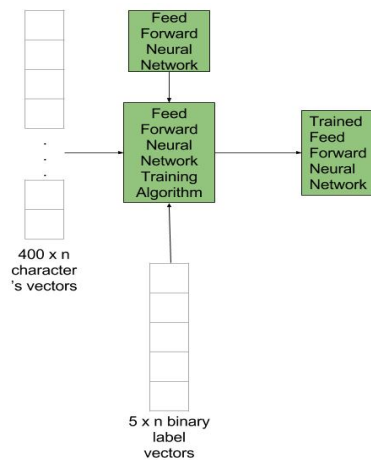 Feed
Forward
Neural
Network
Feed
Forward
Neural
Network
Training
Algorithm
Trained
Feed
Forward
Neural
Network
400 x n
character
's vectors
5 x n binary
label
vectors